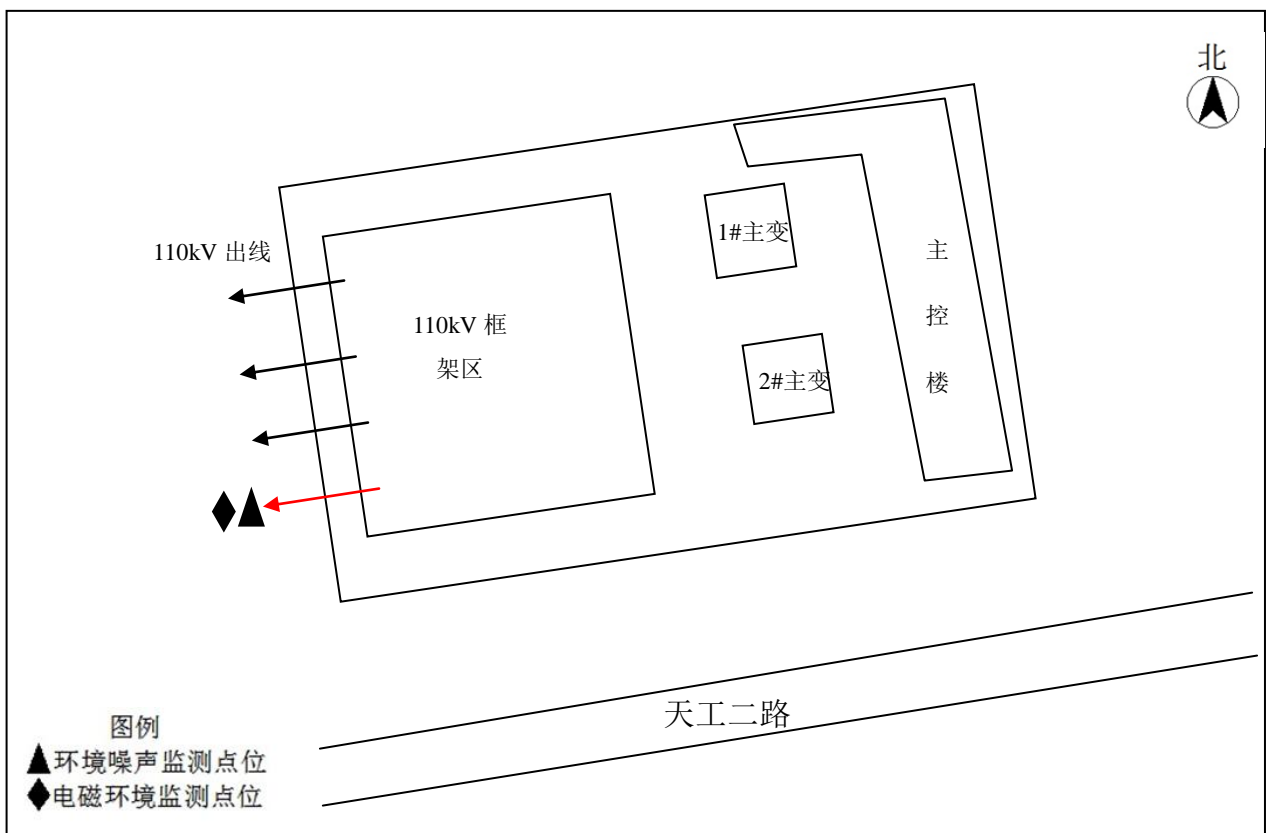 北
1#主变
110kV 出线
主
控
楼
110kV 框
架区
2#主变
天工二路
图例
▲环境噪声监测点位
◆电磁环境监测点位